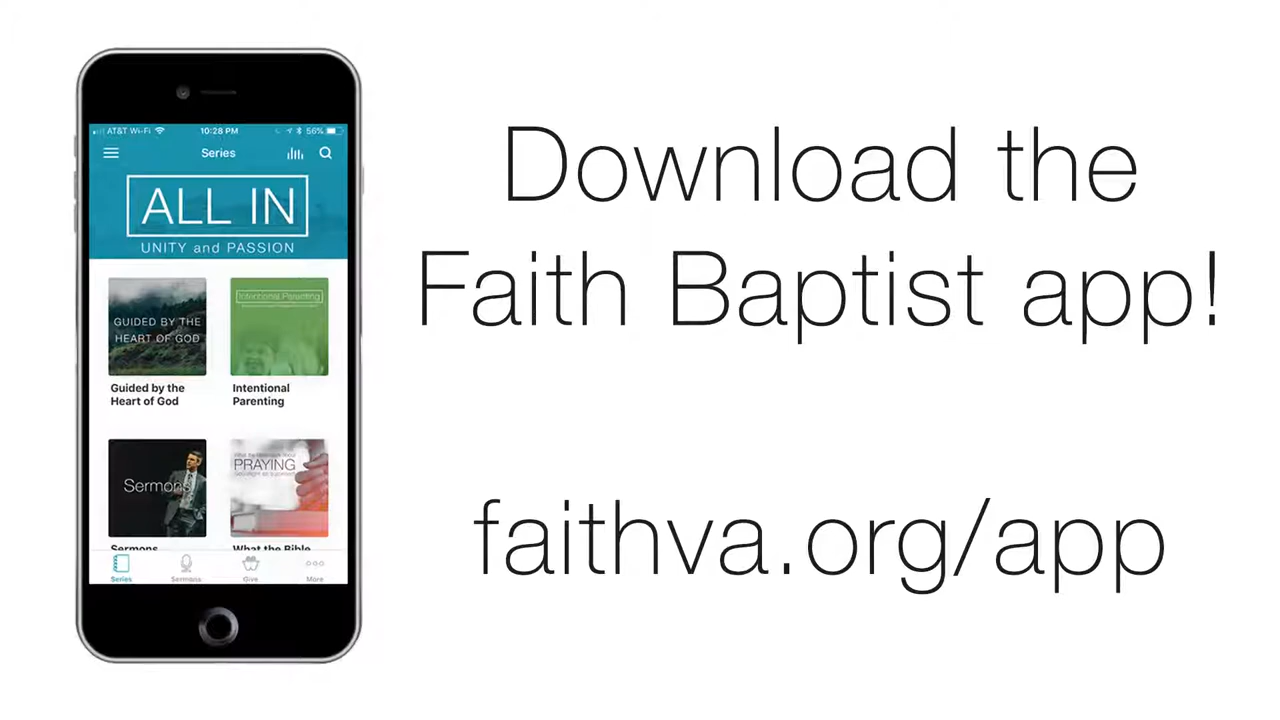 AT&T Wi-Fi 10:28 PM 56%
Series
ALL IN
UNITY and PASSION
GUIDED BY THE
HEART OF GOD
Intentional Parenting
Guided by the
Heart of God
Intentional
Parenting
Sermons
PRAYING
Sermons
What the Bible
Series Sermons Give More
Download the
Faith Baptist app!
faithva.org/app